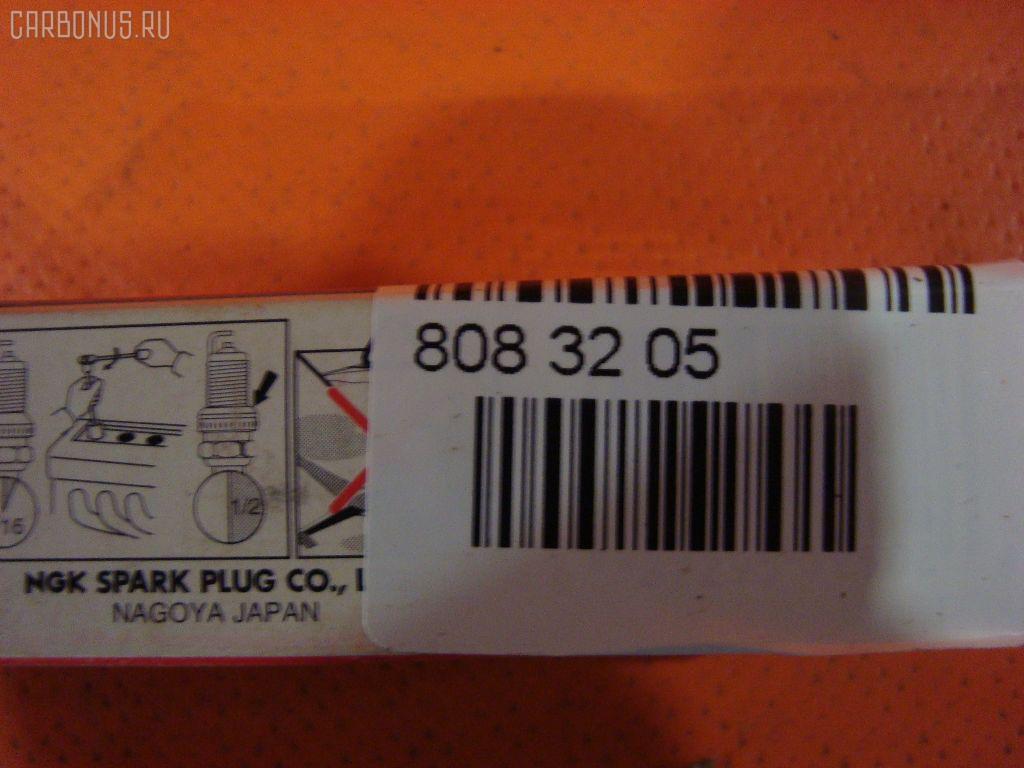 CARBONUS.RU
808 32 05
1/2
16
NGK SPARK PLUG CO.,
NAGOYA JAPAN